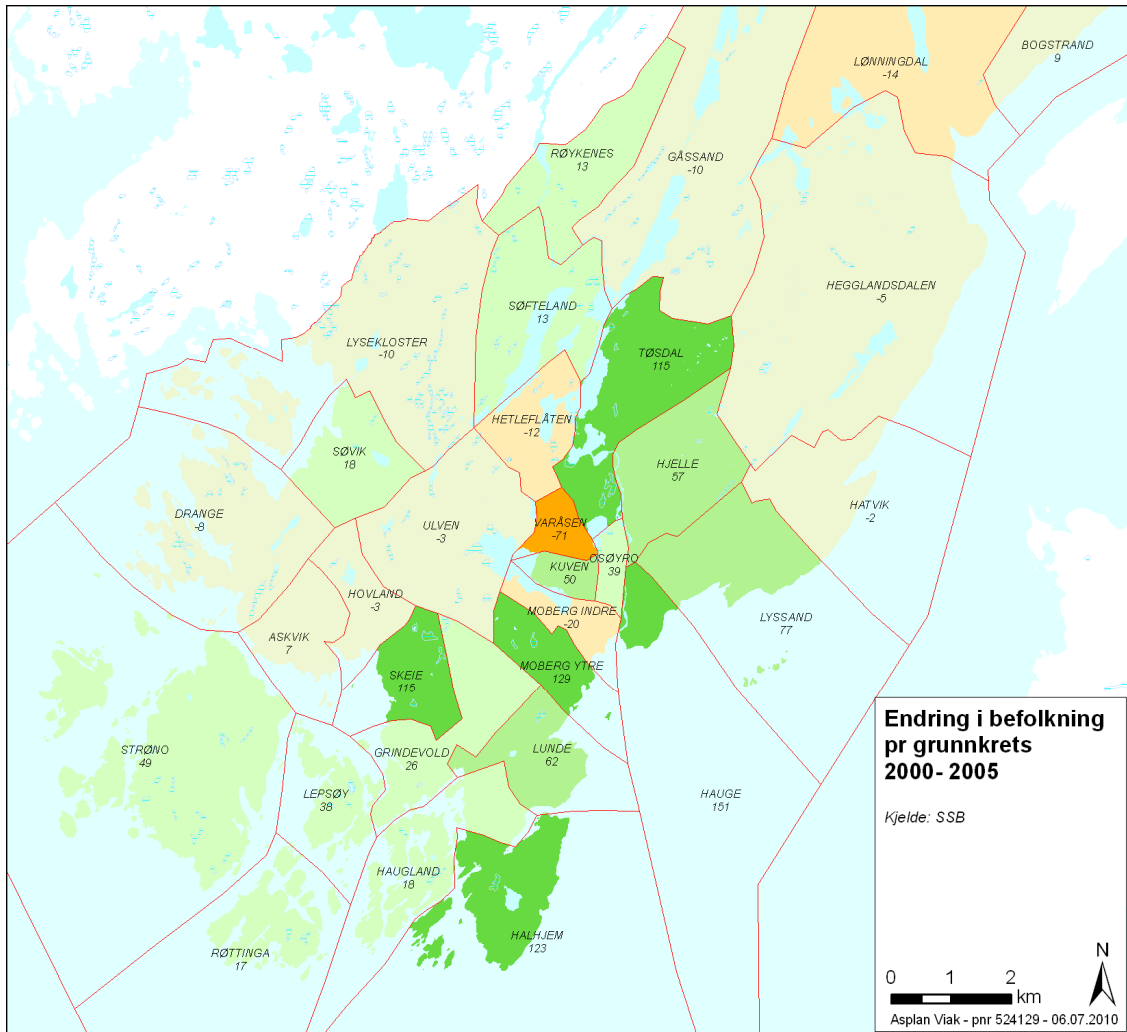 LØNNINGDAL
-14
BOGSTRAND
9
RØYKENES
13
GÅSSAND
-10
HEGGLANDSDALEN
-5
SØFTELAND
13
LYSEKLOSTER
-10
TØSDAL
115
HETLEFLÅTEN
-12
SØVIK
18
HJELLE
57
HATVIK
-2
DRANGE
-8
ULVEN
-3
VARÅSEN
-71
OSØYRO
39
KUVEN
50
HOVLAND
-3
MOBERG INDRE
-20
LYSSAND
77
ASKVIK
7
SKEIE
115
MOBERG YTRE
129
STRØNO
49
GRINDEVOLD
26
LUNDE
62
LEPSØY
38
HAUGE
151
HAUGLAND
18
HALHJEM
123
RØTTINGA
17
Endring i befolkning
pr grunnkrets
2000- 2005
Kjelde: SSB
N
0 1 2
km
Asplan Viak - pnr 524129 - 06.07.2010